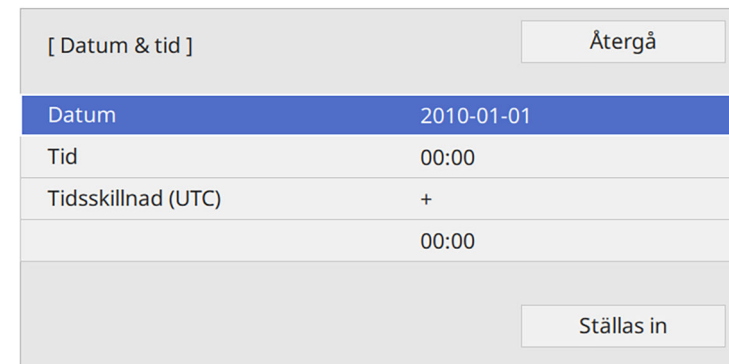 [ Datum & tid ]
Återgå
Datum 2010-01-01
Tid 00:00
Tidsskillnad (UTC) +
00:00
Ställas in